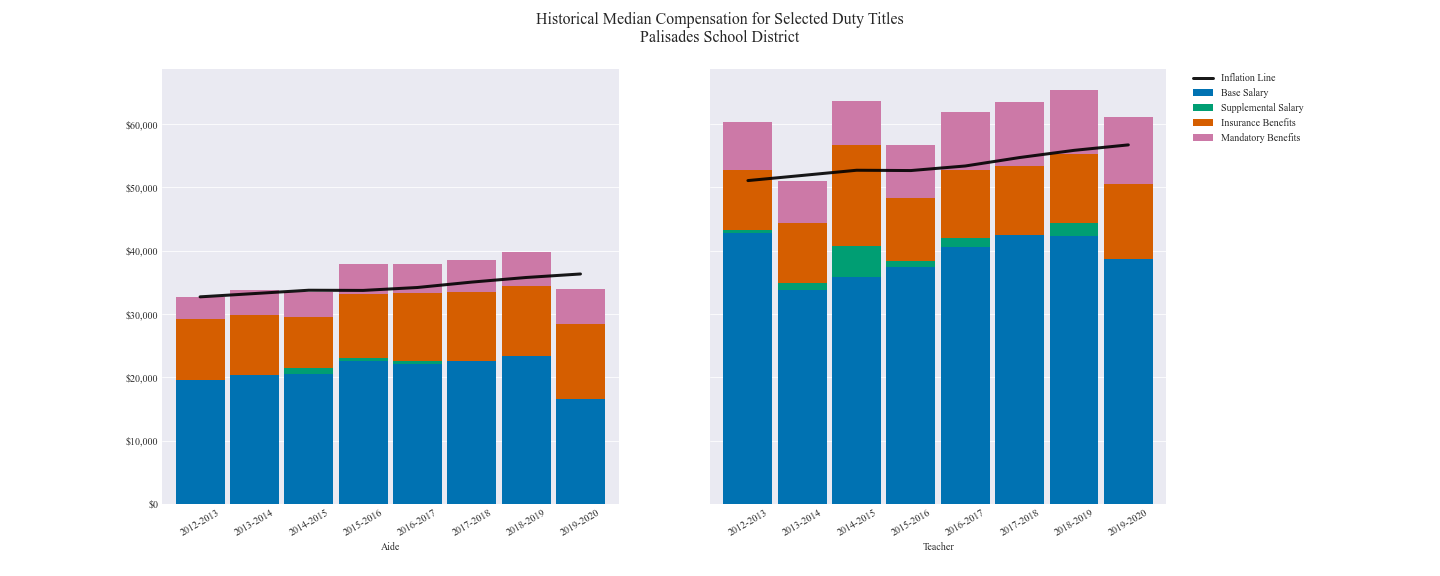 Historical Median Compensation for Selected Duty Titles
Palisades School District
Inflation Line
Base Salary
Supplemental Salary
Insurance Benefits
Mandatory Benefits
$60,000
$50,000
$40,000
$30,000
$20,000
$10,000
$0
2012-2013
2013-2014
2014-2015
2015-2016
2016-2017
2017-2018
2018-2019
2019-2020
Aide
2012-2013
2013-2014
2014-2015
2015-2016
2016-2017
2017-2018
2018-2019
2019-2020
Teacher